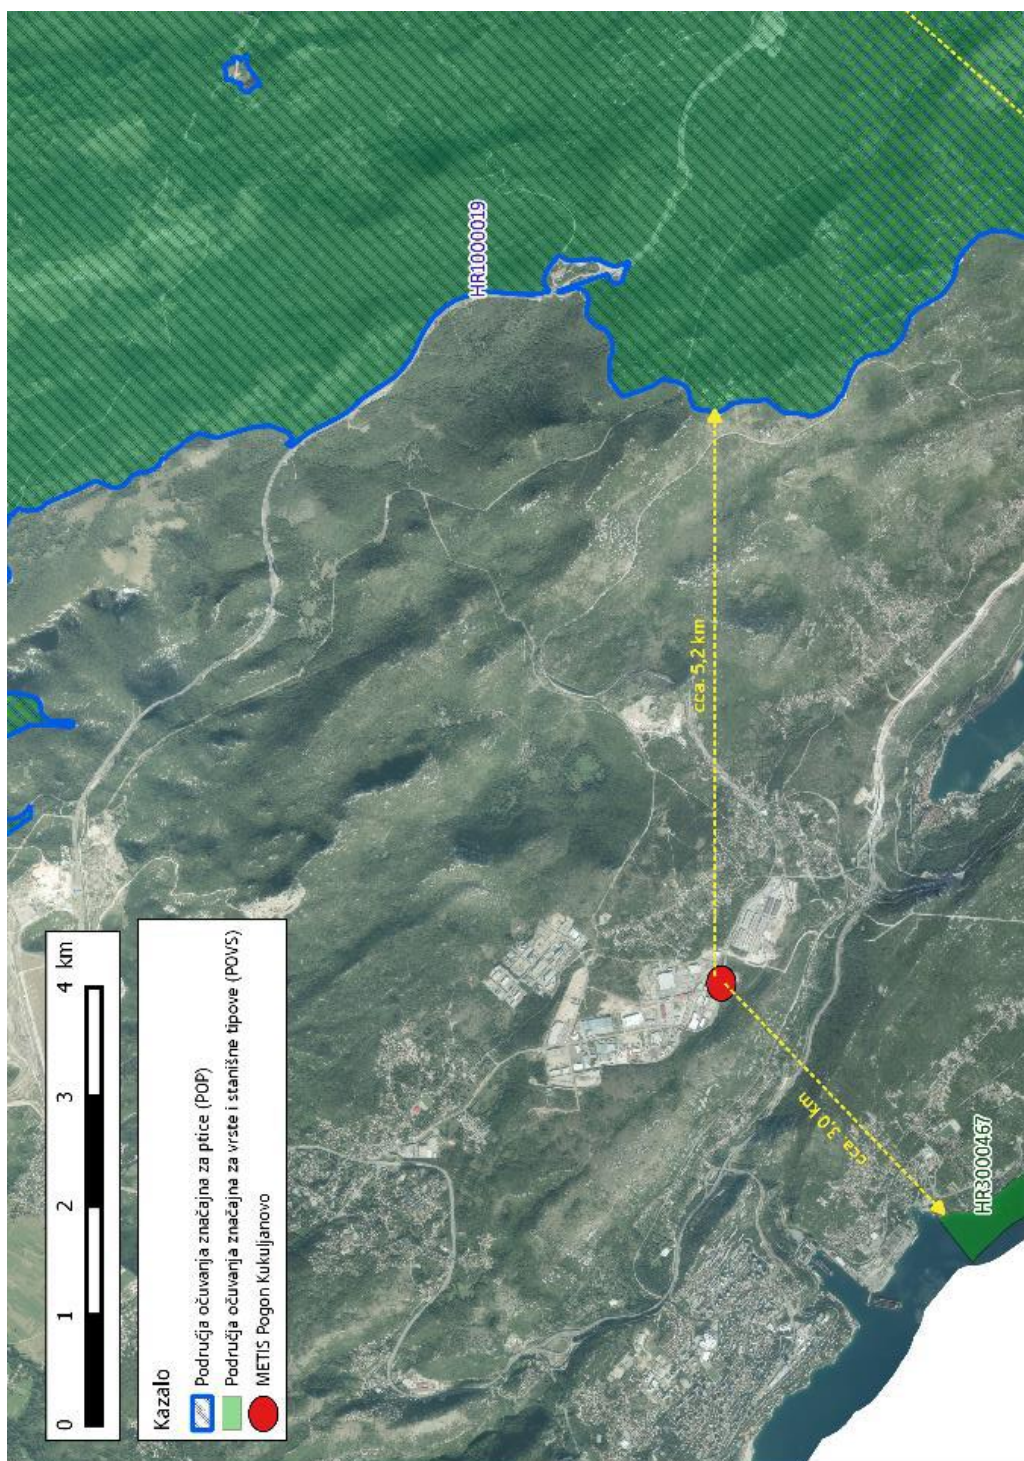 HR1000019
cca. 5,2 km
cca 3,0 km
HR3000467
0 1 2 3 4 km
Kazalo
Područja očuvanja značajna za ptice (POP)
Područja očuvanja značajna za vrste i stanišne tipove (POVS)
METIS Pogon Kukuljanovo